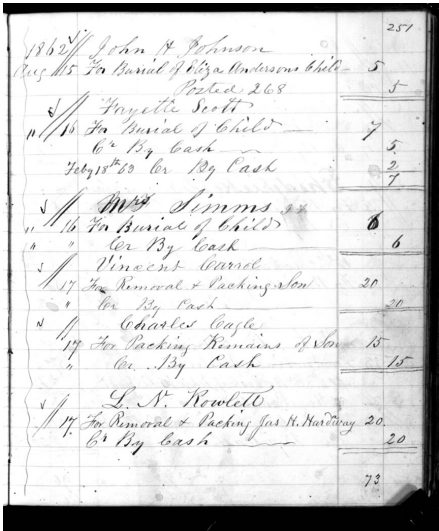 251
1862 John H Johnson
Aug 15 For Burial of Eliza Andersons Child 5
Posted 268 5
Fayette Scott
" 16 For Burial of Child 7
Cr By Cash 5
Feby 18th 63 Cr By Cash 2
7
Mrs Simms
" 16 For Burial of Child 6
" " Cr By Cash 6
Vincent Carrol
17 For Removal & Packing Son 20
" Cr By Cash 20
Charles Cagle
17 For Packing Remains of Son 15
" Cr. By Cash 15
L. N. Rowlett
17. For Removal & Packing Jas H. Hardiway 20.
Cr By Cash 20
73